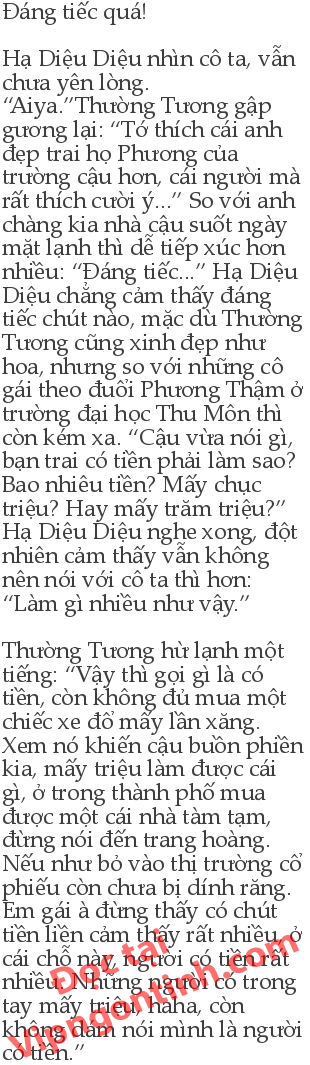 Đáng tiếc quá!
Hạ Diệu Diệu nhìn cô ta, vẫn
chưa yên lòng.
“Aiya.”Thường Tương gập
gương lại: “Tớ thích cái anh
đẹp trai họ Phương của
trường cậu hơn, cái người mà
rất thích cười ý...” So với anh
chàng kia nhà cậu suốt ngày
mặt lạnh thì dễ tiếp xúc hơn
nhiều: “Đáng tiếc...” Hạ Diệu
Diệu chẳng cảm thấy đáng
tiếc chút nào, mặc dù Thường
Tương cũng xinh đẹp như
hoa, nhưng so với những cô
gái theo đuổi Phương Thậm ở
trường đại học Thu Môn thì
còn kém xa. “Cậu vừa nói gì,
bạn trai có tiền phải làm sao?
Bao nhiêu tiền? Mấy chục
triệu? Hay mấy trăm triệu?”
Hạ Diệu Diệu nghe xong, đột
nhiên cảm thấy vẫn không
nên nói với cô ta thì hơn:
“Làm gì nhiều như vậy.”
Thường Tương hừ lạnh một
tiếng: “Vậy thì gọi gì là có
tiền, còn không đủ mua một
chiếc xe đổ mấy lần xăng.
Xem nó khiến cậu buồn phiền
kia, mấy triệu làm được cái
gì, ở trong thành phố mua
được một cái nhà tàm tạm,
đừng nói đến trang hoàng.
Nếu như bỏ vào thị trường cổ
phiếu còn chưa bị dính răng.
Em gái à đừng thấy có chút
tiền liền cảm thấy rất nhiều, ở
cái chỗ này, người có tiền rất
nhiều. Những người có trong
tay mấy triệu, haha, còn
không dám nói mình là người
có tiền.”
Đọc tại
Vipngontinh.com